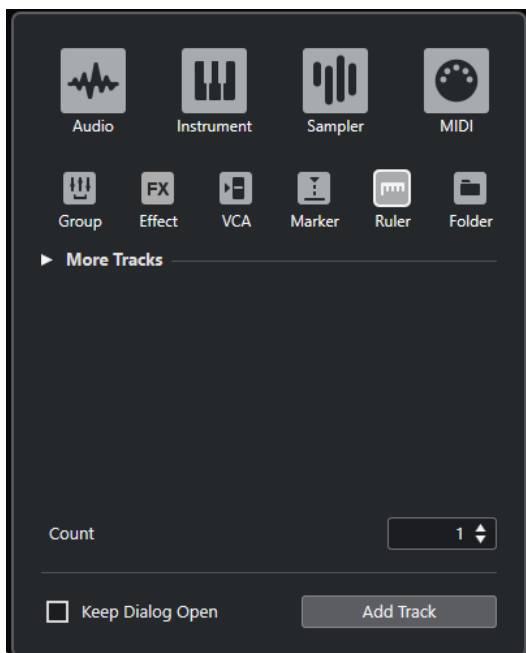 Audio Instrument Sampler MIDI
FX
Group Effect VCA Marker Ruler Folder
More Tracks
Count 1
Keep Dialog Open Add Track